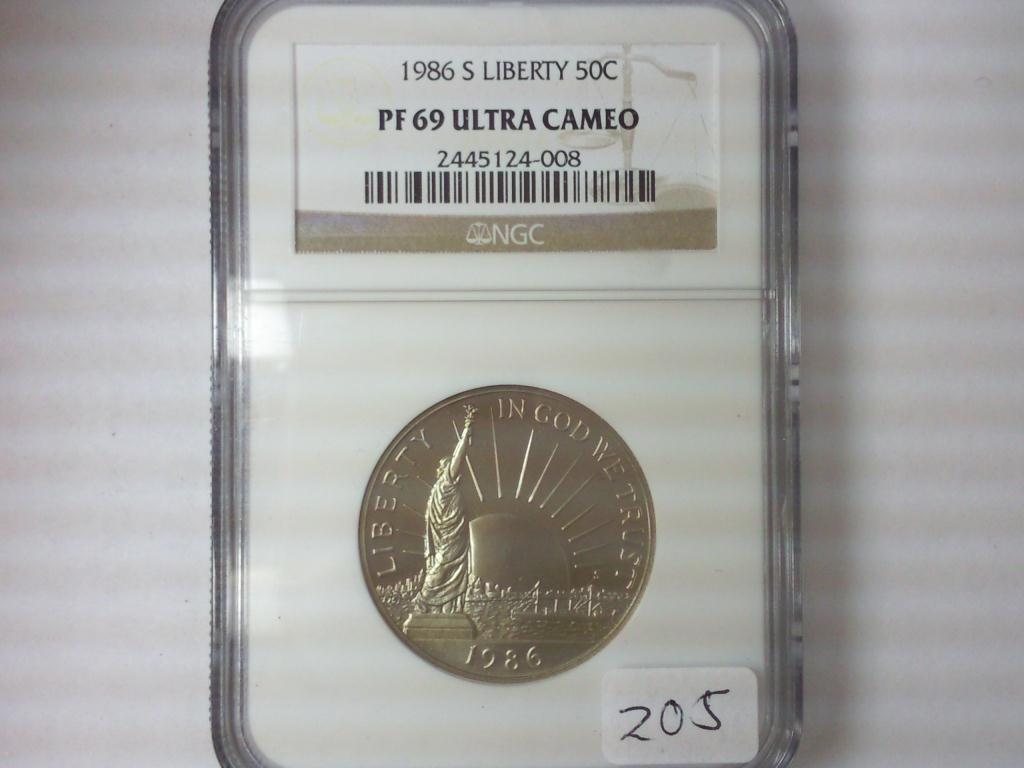 1986 S LIBERTY 50C
PF 69 ULTRA CAMEO
2445124-008
NGC
LIBERTY
IN GOD WE TRUST
S
1986
205